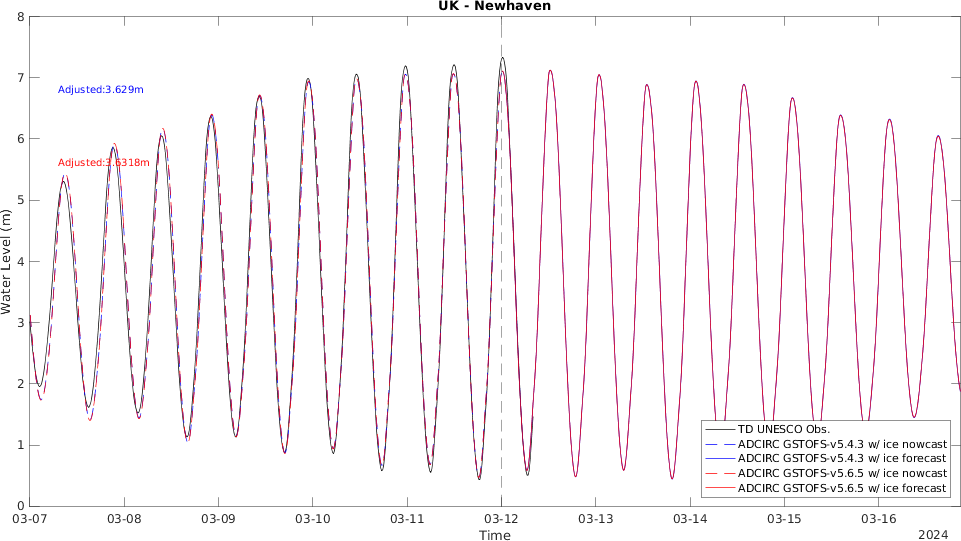 UK - Newhaven
8
7
6
5
4
3
2
1
0
Water Level (m)
Adjusted:3.629m
Adjusted:3.6318m
TD UNESCO Obs.
ADCIRC GSTOFS-v5.4.3 w/ ice nowcast
ADCIRC GSTOFS-v5.4.3 w/ ice forecast
ADCIRC GSTOFS-v5.6.5 w/ ice nowcast
ADCIRC GSTOFS-v5.6.5 w/ ice forecast
03-07 03-08 03-09 03-10 03-11 03-12 03-13 03-14 03-15 03-16
Time
2024